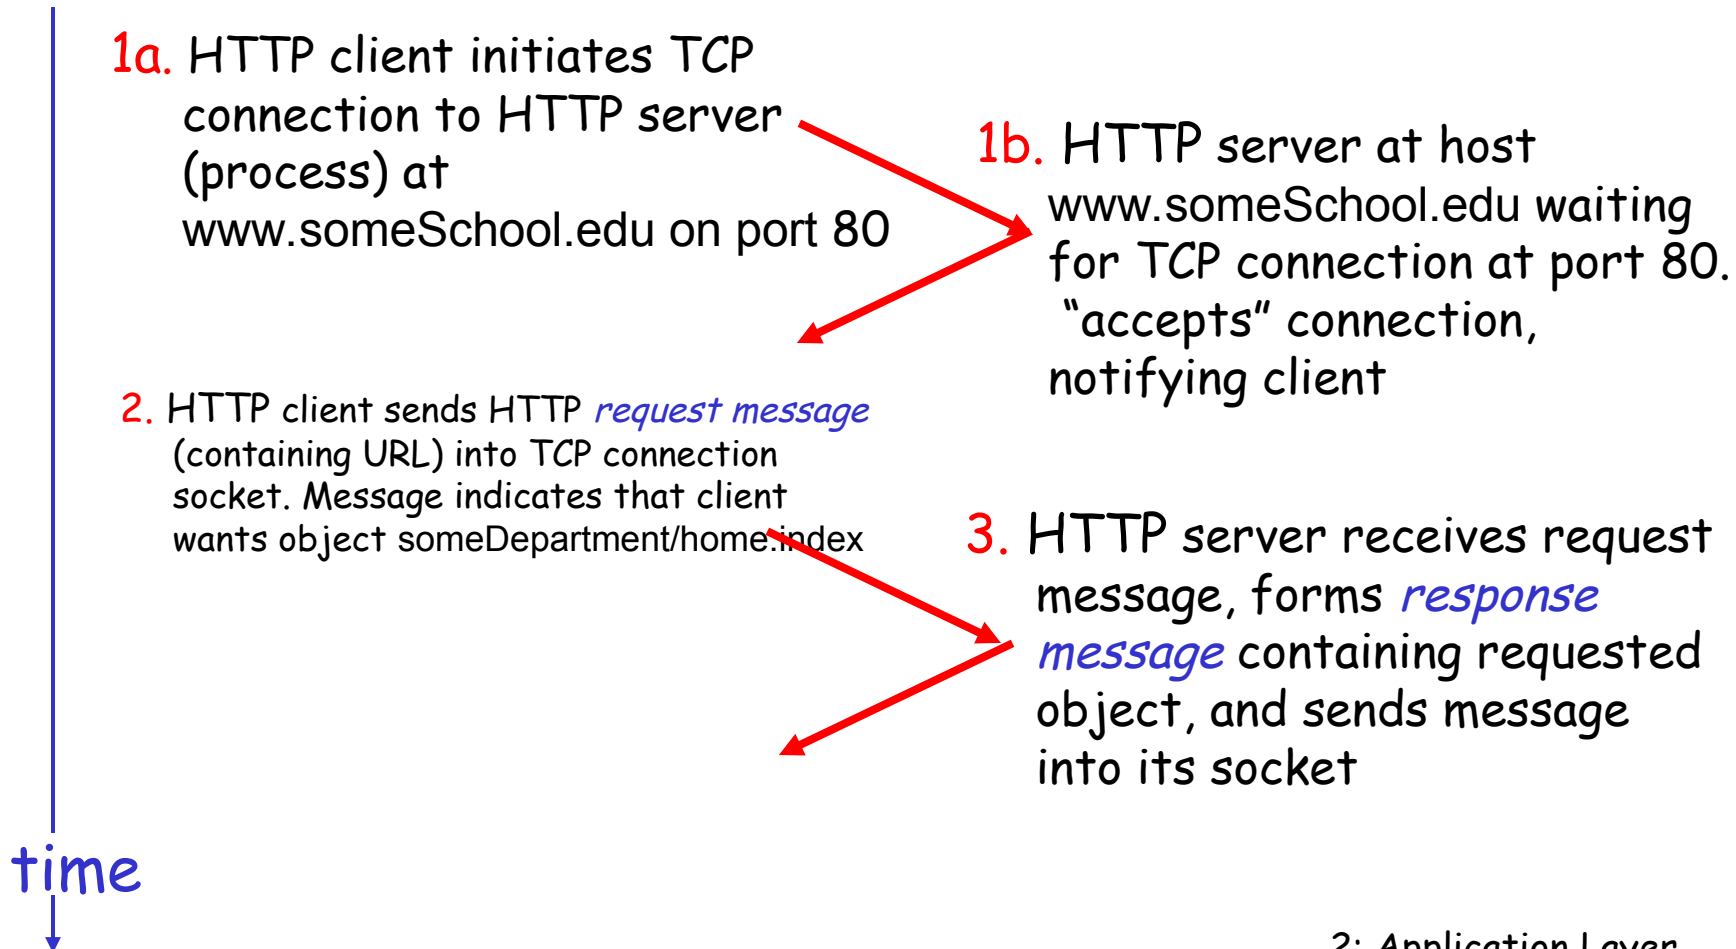 1a. HTTP client initiates TCP
connection to HTTP server
(process) at
www.someSchool.edu on port 80
1b. HTTP server at host
www.someSchool.edu waiting
for TCP connection at port 80.
“accepts” connection,
notifying client
2. HTTP client sends HTTP request message
(containing URL) into TCP connection
socket. Message indicates that client
wants object someDepartment/home.index
3. HTTP server receives request
message, forms response
message containing requested
object, and sends message
into its socket
time
2: Application Layer